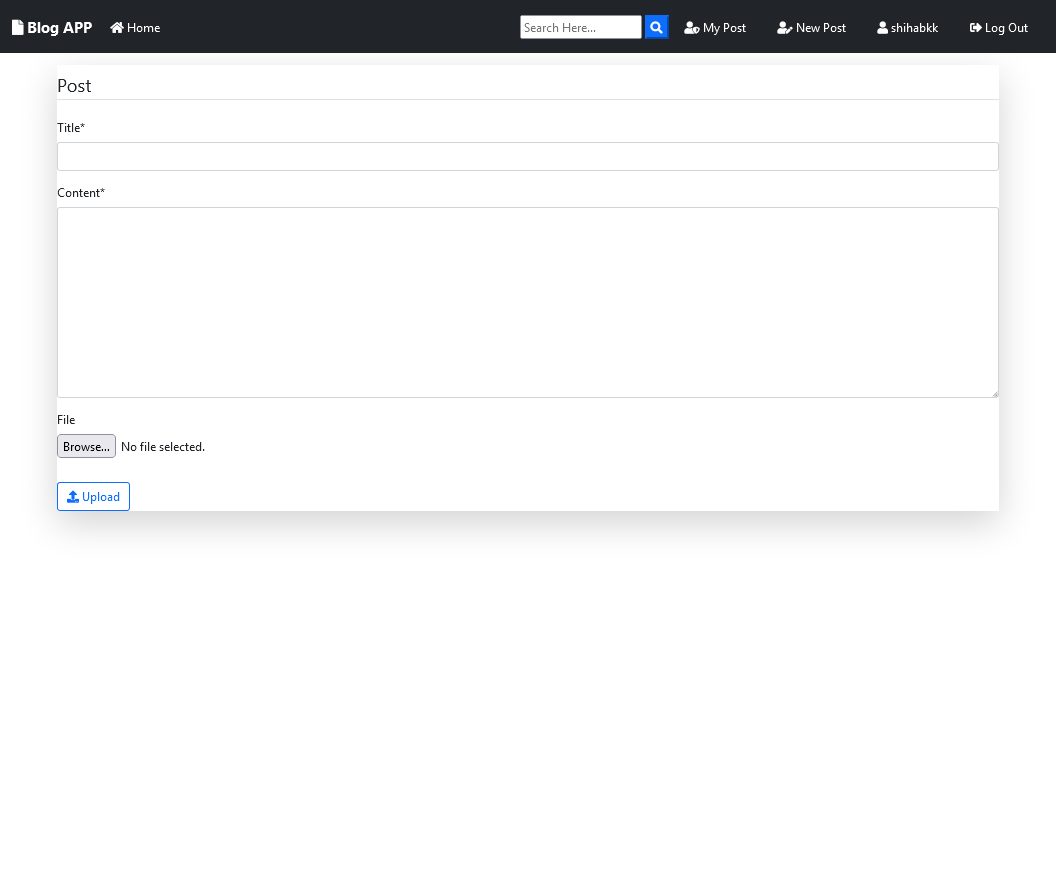 Blog APP Home Search Here... My Post New Post shihabkk Log Out
Post
Title*
Content*
File
Browse... No file selected.
Upload